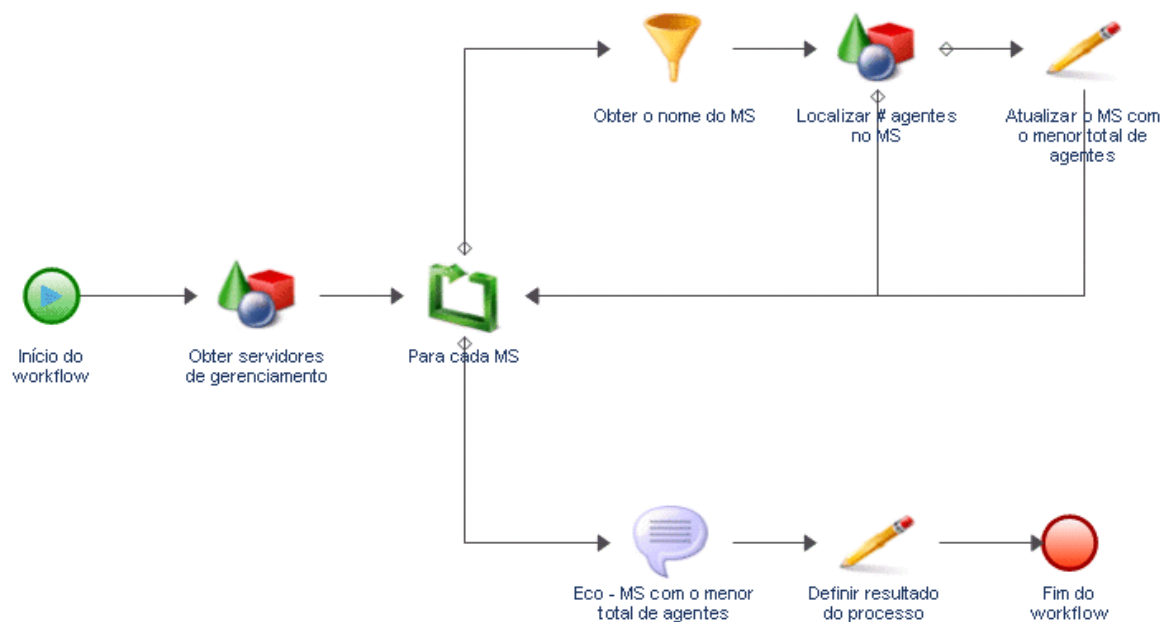 Obter o nome do MS
Localizar # agentes
no MS
Atualizar o MS com
o menor total de
agentes
Início do
workflow
Obter servidores
de gerenciamento
Para cada MS
Eco - MS com o menor
total de agentes
Definir resultado
do processo
Fim do
workflow